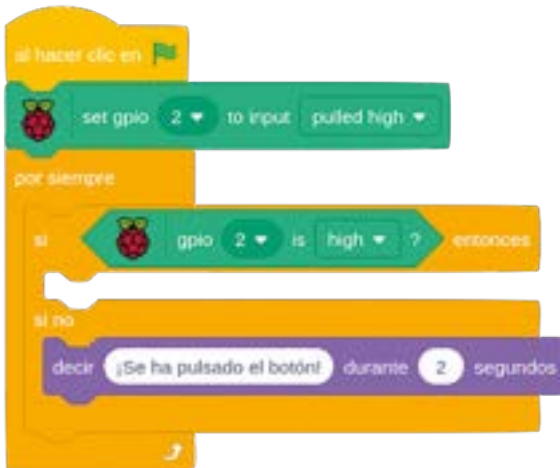 al hacer clic en
set gpio 2 to input pulled high
por siempre
si gpio 2 is high ? entonces
si no
decir ¡Se ha pulsado el botón! durante 2 segundos